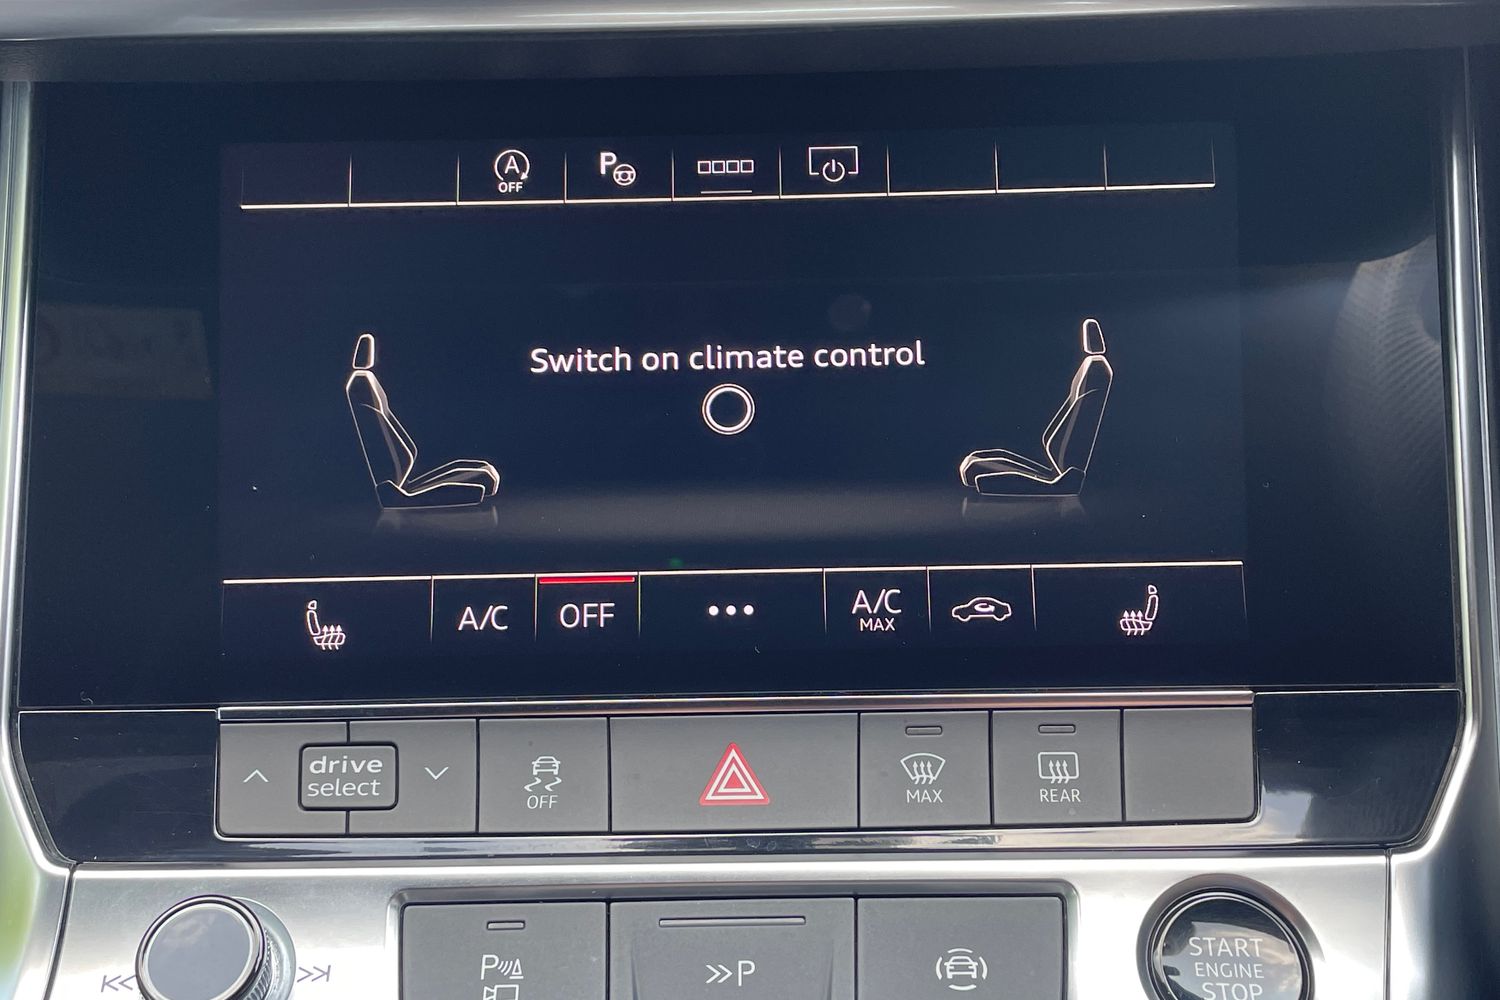 A
OFF
P
Switch on climate control
A/C
OFF
A/C
MAX
drive
select
OFF
MAX
REAR
P
P
START
ENGINE
STOP